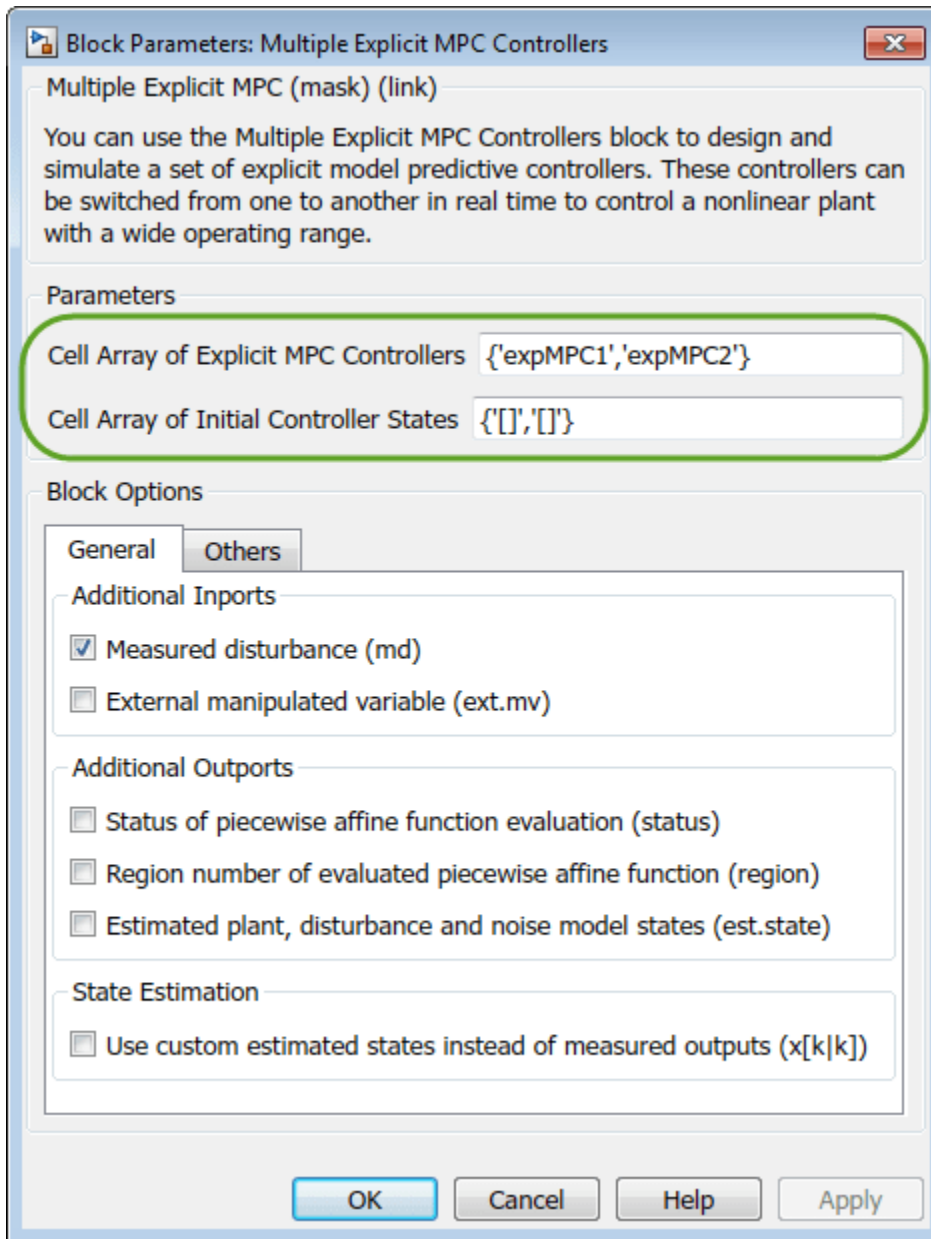 Block Parameters: Multiple Explicit MPC Controllers
Multiple Explicit MPC (mask) (link)
You can use the Multiple Explicit MPC Controllers block to design and
simulate a set of explicit model predictive controllers. These controllers can
be switched from one to another in real time to control a nonlinear plant
with a wide operating range.
Parameters
Cell Array of Explicit MPC Controllers {'expMPC1','expMPC2'}
Cell Array of Initial Controller States {'[]','[]'}
Block Options
General Others
Additional Inports
Measured disturbance (md)
External manipulated variable (ext.mv)
Additional Outports
Status of piecewise affine function evaluation (status)
Region number of evaluated piecewise affine function (region)
Estimated plant, disturbance and noise model states (est.state)
State Estimation
Use custom estimated states instead of measured outputs (x[k|k])
OK Cancel Help Apply